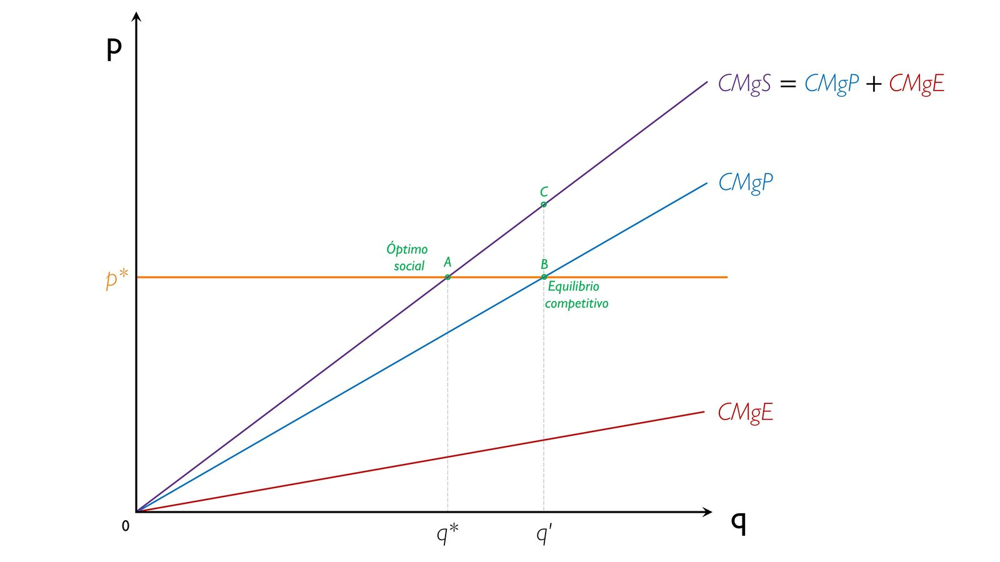 p
CMgS = CMgP + CMgE
CMgP
C
Óptimo
social
A
B
p*
Equilibrio
competitivo
CMgE
0
q*
q'
q